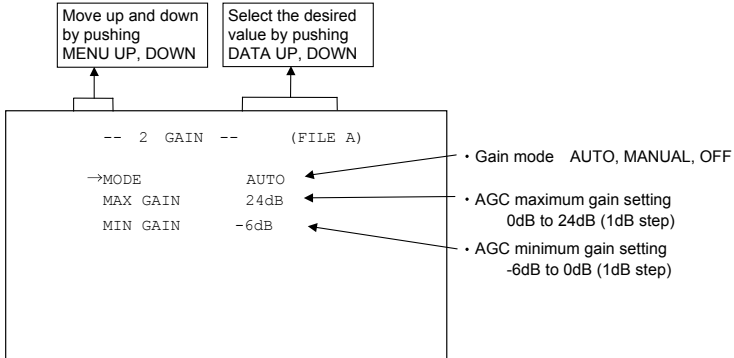 Move up and down
by pushing
MENU UP, DOWN
Select the desired
value by pushing
DATA UP, DOWN
-- 2 GAIN -- (FILE A)
→MODE AUTO
MAX GAIN 24dB
MIN GAIN -6dB
・Gain mode AUTO, MANUAL, OFF
・AGC maximum gain setting
0dB to 24dB (1dB step)
・AGC minimum gain setting
-6dB to 0dB (1dB step)